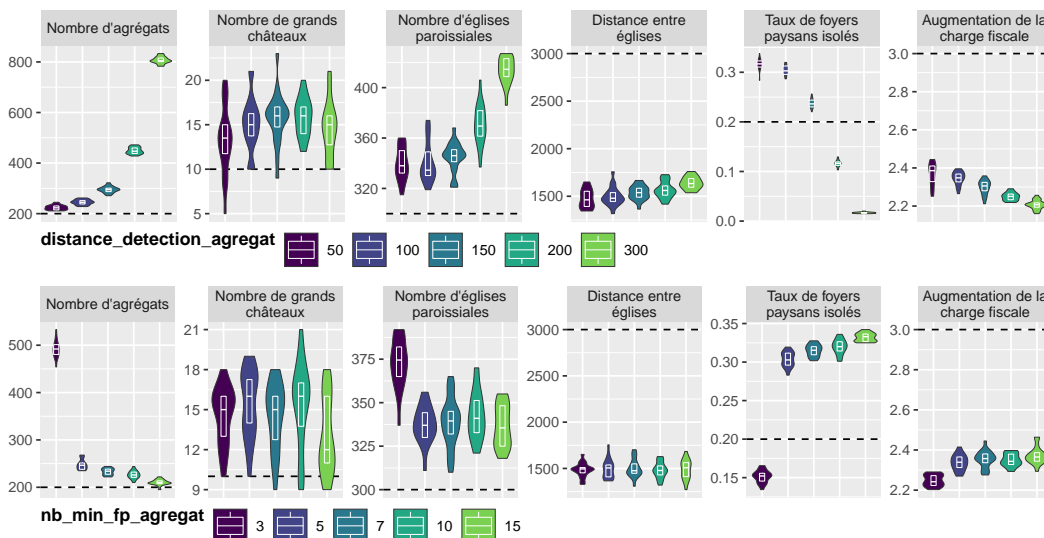 Nombre d'agrégats
Nombre de grands
châteaux
Nombre d'églises
paroissiales
Distance entre
églises
Taux de foyers
paysans isolés
Augmentation de la
charge fiscale
800
600
400
200
20
15
10
5
400
360
320
3000
2500
2000
1500
0.3
0.2
0.1
0.0
3.0
2.8
2.6
2.4
2.2
distance_detection_agregat 50 100 150 200 300
Nombre d'agrégats
Nombre de grands
châteaux
Nombre d'églises
paroissiales
Distance entre
églises
Taux de foyers
paysans isolés
Augmentation de la
charge fiscale
500
400
300
200
21
18
15
12
9
375
350
325
300
3000
2500
2000
1500
0.35
0.30
0.25
0.20
0.15
3.0
2.8
2.6
2.4
2.2
nb_min_fp_agregat 3 5 7 10 15